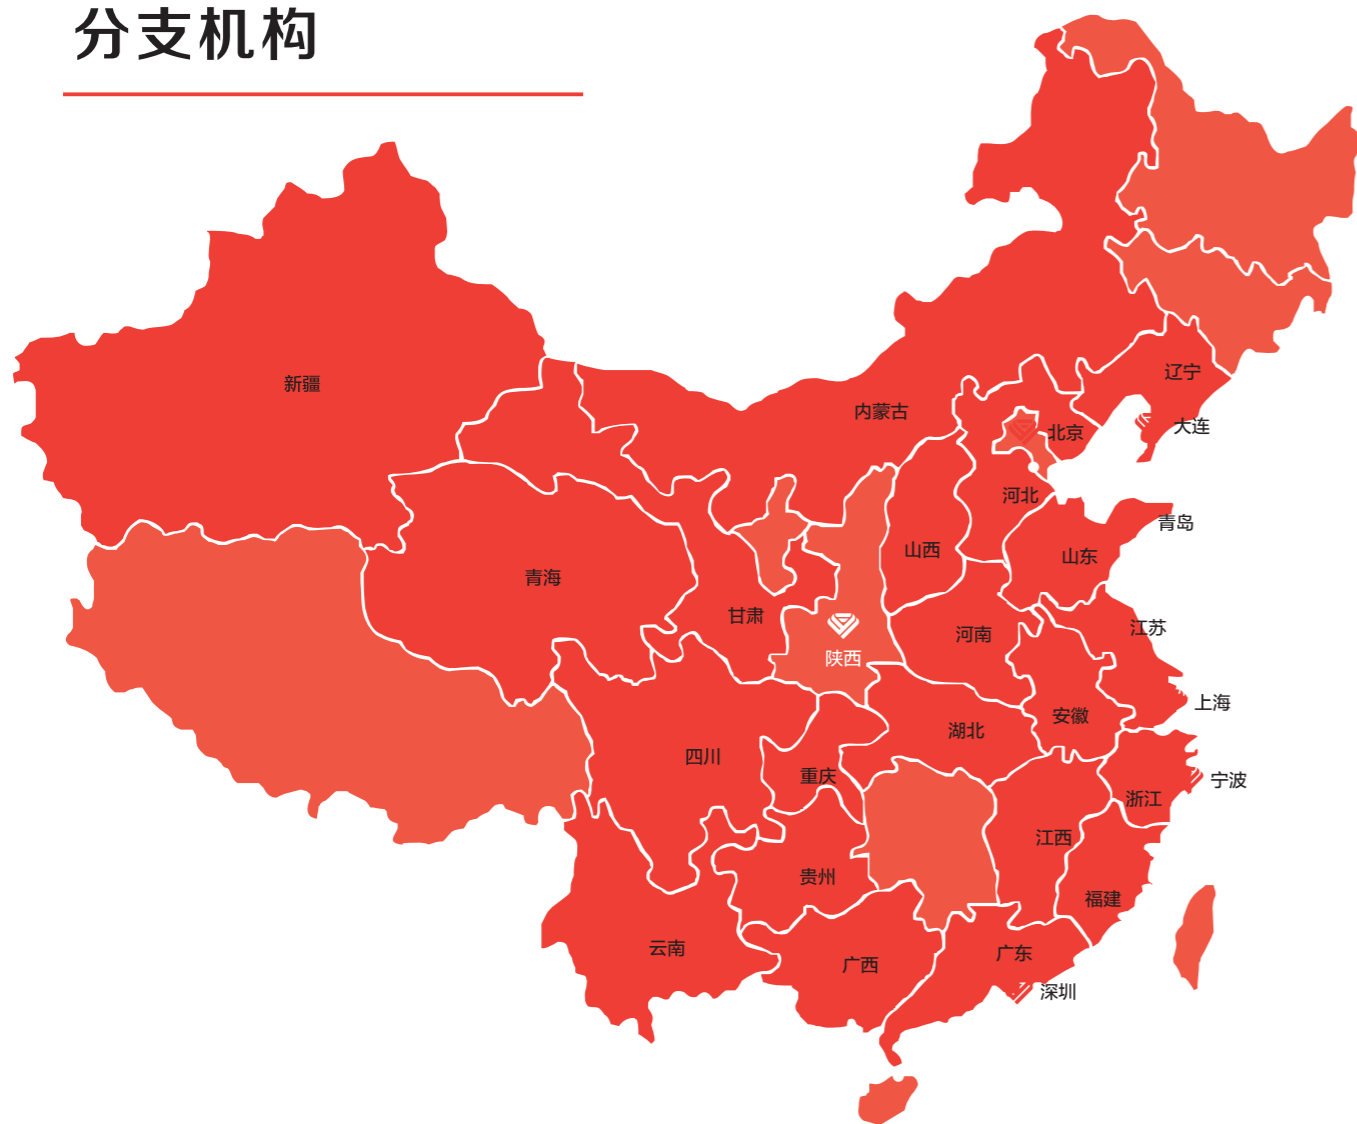 分支机构
辽宁
新疆
内蒙古
大连
北京
河北
青岛
山西
山东
青海
甘肃
江苏
河南
陕西
上海
安徽
湖北
四川
重庆
宁波
浙江
江西
贵州
福建
云南
广东
广西
深圳